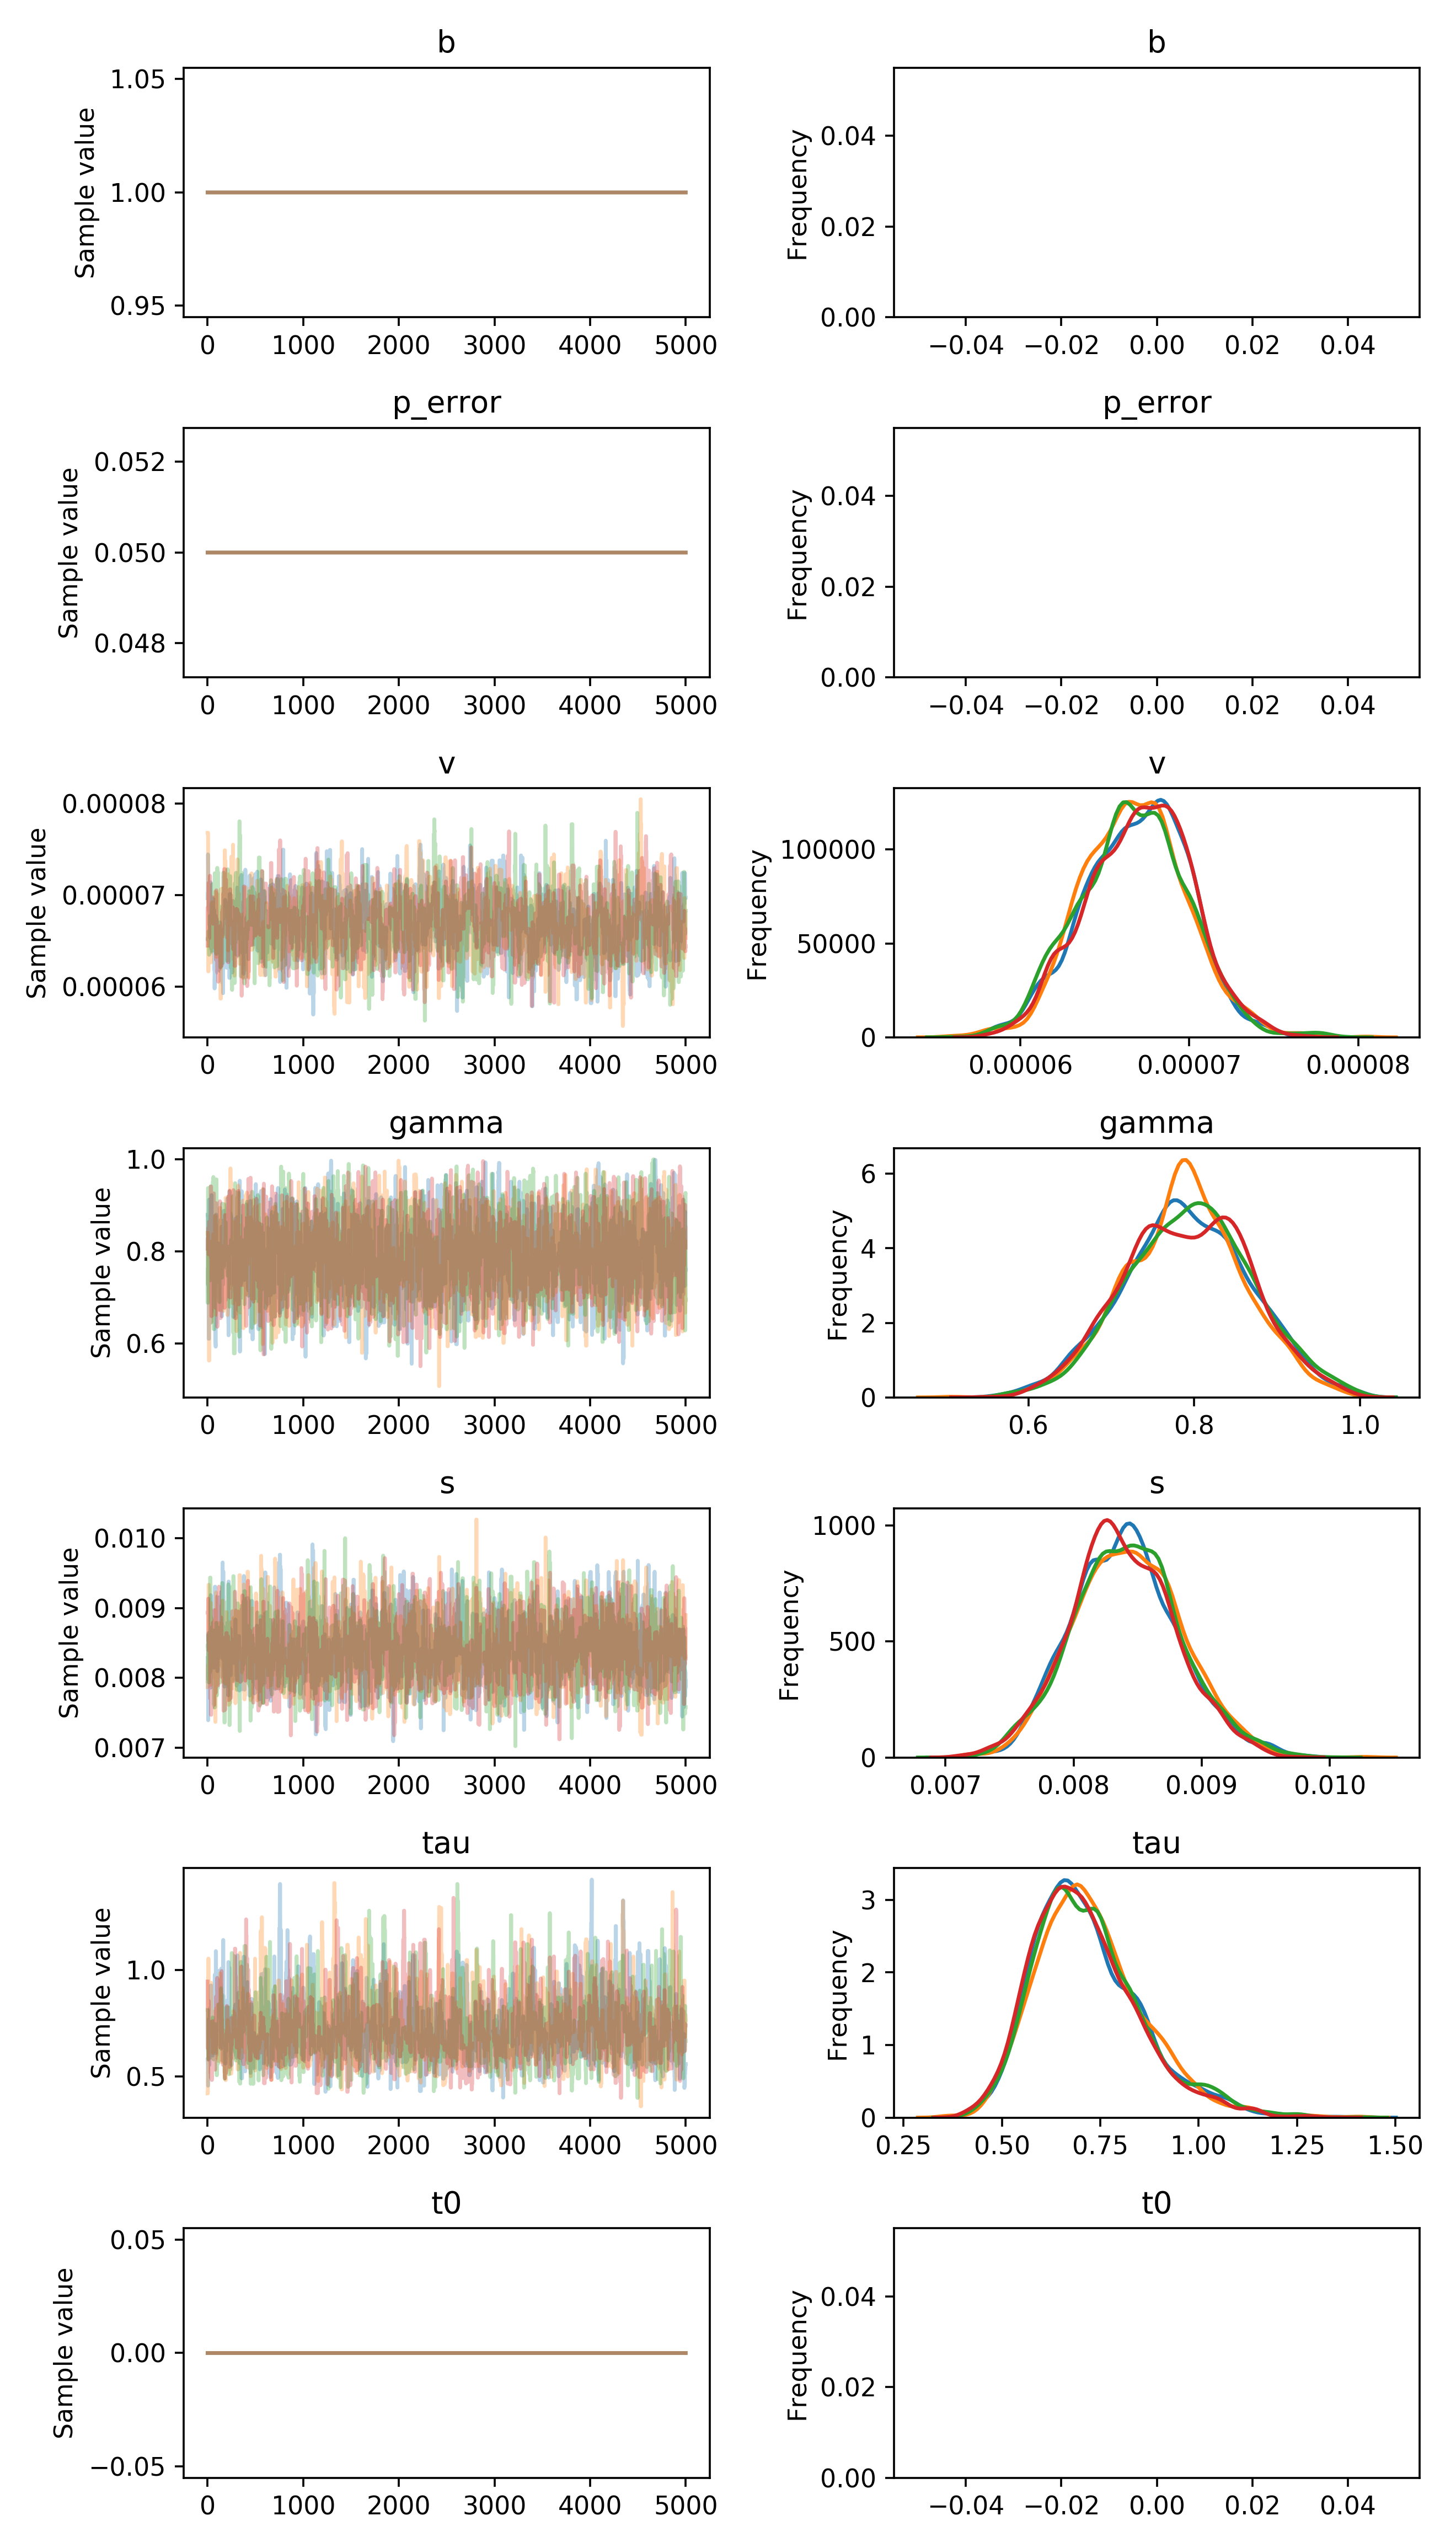 b
b
Sample value
1.05
1.00
0.95
0 1000 2000 3000 4000 5000
Frequency
0.04
0.02
0.00
−0.04 −0.02 0.00 0.02 0.04
p_error
p_error
Sample value
0.052
0.050
0.048
0 1000 2000 3000 4000 5000
Frequency
0.04
0.02
0.00
−0.04 −0.02 0.00 0.02 0.04
v
v
Sample value
0.00008
0.00007
0.00006
0 1000 2000 3000 4000 5000
Frequency
100000
50000
0
0.00006 0.00007 0.00008
gamma
gamma
Sample value
1.0
0.8
0.6
0 1000 2000 3000 4000 5000
Frequency
6
4
2
0
0.6 0.8 1.0
s
s
Sample value
0.010
0.009
0.008
0.007
0 1000 2000 3000 4000 5000
Frequency
1000
500
0
0.007 0.008 0.009 0.010
tau
tau
Sample value
1.0
0.5
0 1000 2000 3000 4000 5000
Frequency
3
2
1
0
0.25 0.50 0.75 1.00 1.25 1.50
t0
t0
Sample value
0.05
0.00
−0.05
0 1000 2000 3000 4000 5000
Frequency
0.04
0.02
0.00
−0.04 −0.02 0.00 0.02 0.04